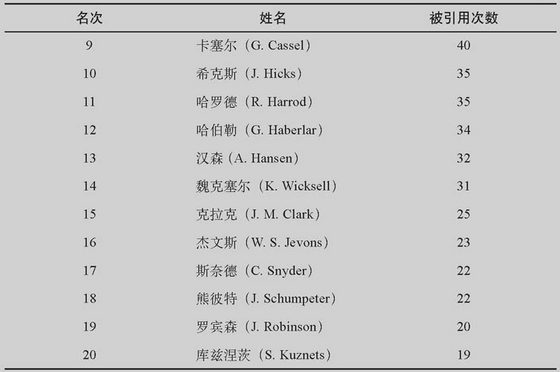 名次 姓名 被引用次数
9 卡塞尔（G. Cassel） 40
10 希克斯（J. Hicks） 35
11 哈罗德（R. Harrod） 35
12 哈伯勒（G. Haberlar） 34
13 汉森（A. Hansen） 32
14 魏克塞尔（K. Wicksell） 31
15 克拉克（J. M. Clark） 25
16 杰文斯（W. S. Jevons） 23
17 斯奈德（C. Snyder） 22
18 熊彼特（J. Schumpeter） 22
19 罗宾森（J. Robinson） 20
20 库兹涅茨（S. Kuznets） 19